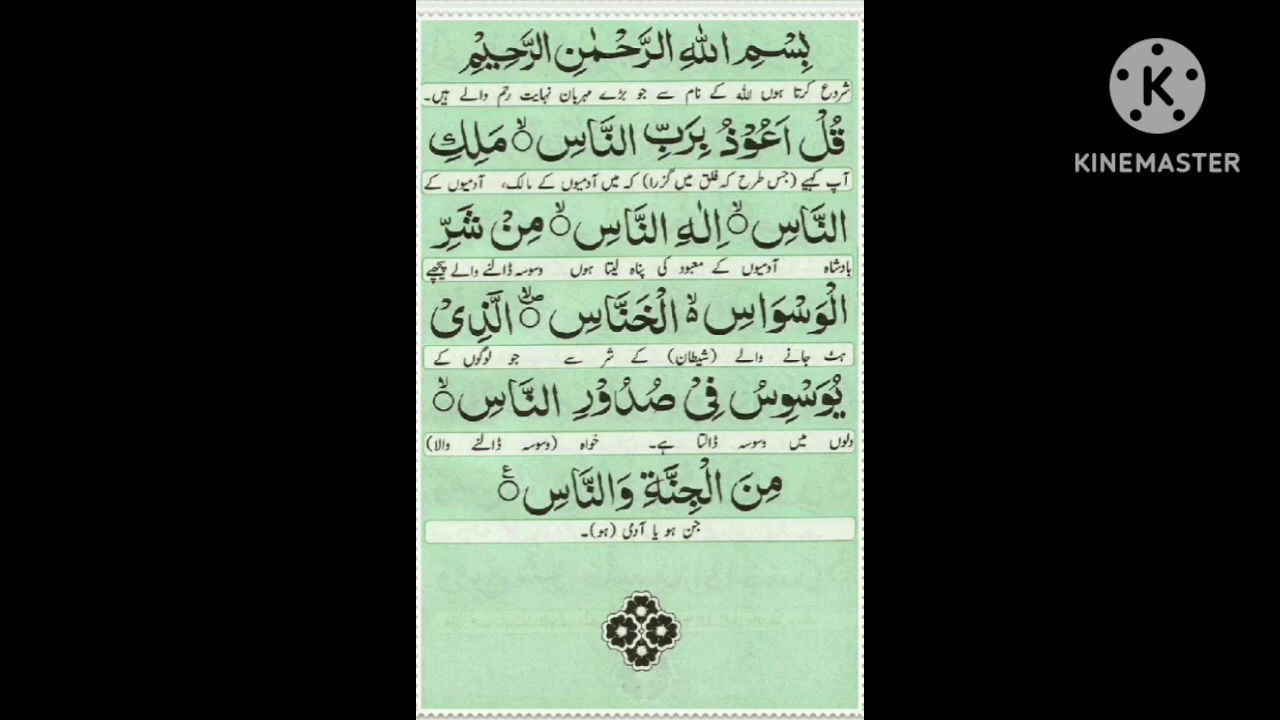 بِسْمِ اللهِ الرَّحْمٰنِ الرَّحِيْمِ
شروع کرتا ہوں اللہ کے نام سے جو بڑے مہربان نہایت رحم والے ہیں۔
قُلْ اَعُوْذُ بِرَبِّ النَّاسِ ۙ مَلِكِ
آپ کہیے (جس طرح کہ فلق میں گزرا) کہ میں آدمیوں کے مالک، آدمیوں کے
النَّاسِ ۙ اِلٰهِ النَّاسِ ۙ مِنْ شَرِّ
بادشاہ آدمیوں کے معبود کی پناہ لیتا ہوں وسوسہ ڈالنے والے پیچھے
الْوَسْوَاسِ ۙ الْخَنَّاسِ ۙ الَّذِىْ
ہٹ جانے والے (شیطان) کے شر سے جو لوگوں کے
يُوَسْوِسُ فِىْ صُدُوْرِ النَّاسِ ۙ
دلوں میں وسوسہ ڈالتا ہے۔ خواہ (وسوسہ ڈالنے والا)
مِنَ الْجِنَّةِ وَالنَّاسِ ع
جن ہو یا آدمی (ہو)۔
K
KINEMASTER